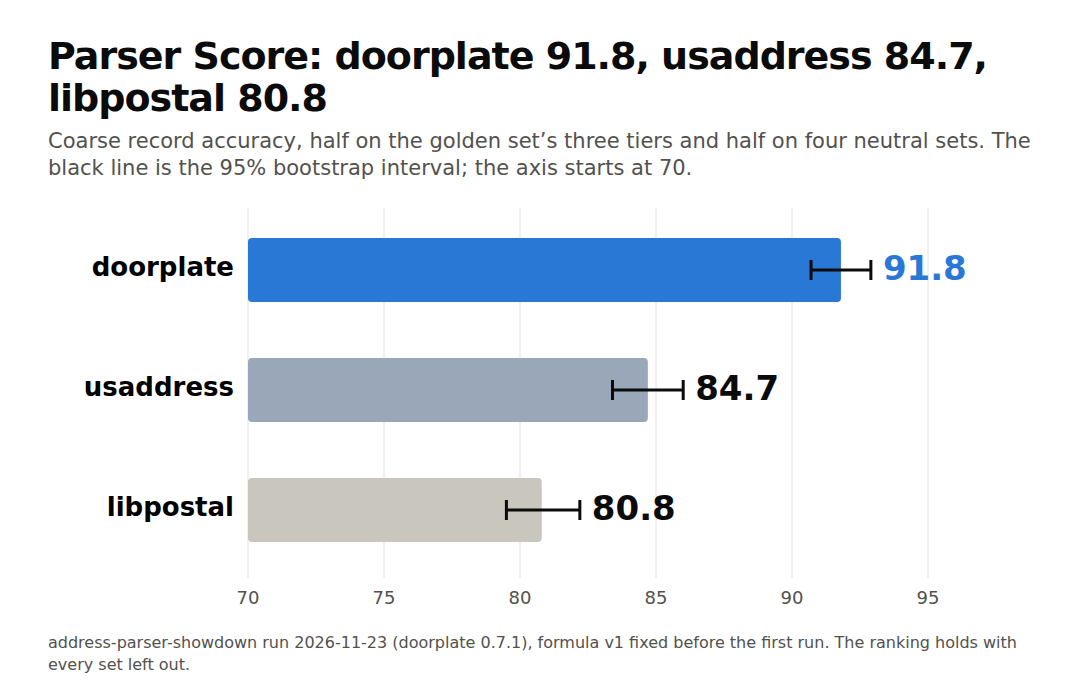 Parser Score: doorplate 91.8, usaddress 84.7,
libpostal 80.8
Coarse record accuracy, half on the golden set’s three tiers and half on four neutral sets. The
black line is the 95% bootstrap interval; the axis starts at 70.
doorplate
91.8
usaddress
84.7
libpostal
80.8
70 75 80 85 90 95
address-parser-showdown run 2026-11-23 (doorplate 0.7.1), formula v1 fixed before the first run. The ranking holds with
every set left out.